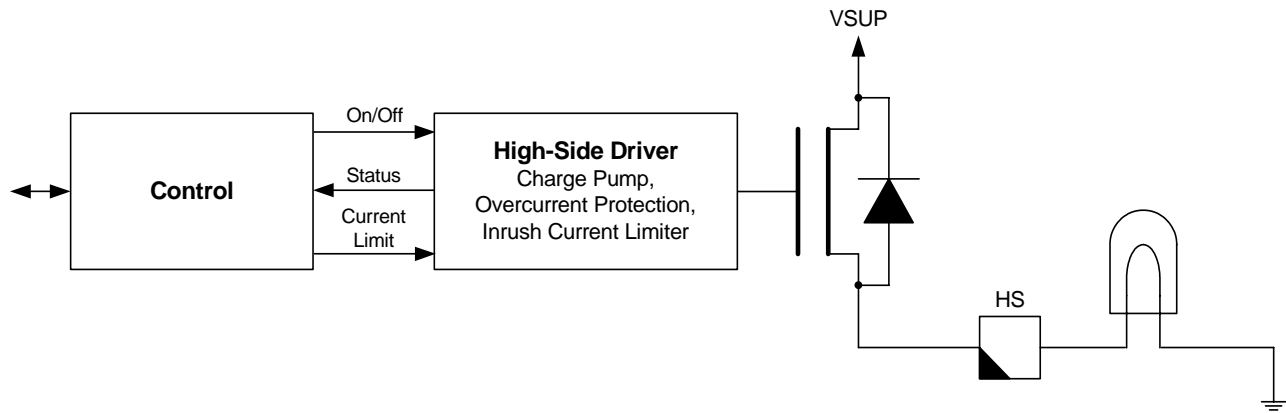 VSUP
On/Off
Control
Status
Current
Limit
High-Side Driver
Charge Pump,
Overcurrent Protection,
Inrush Current Limiter
HS